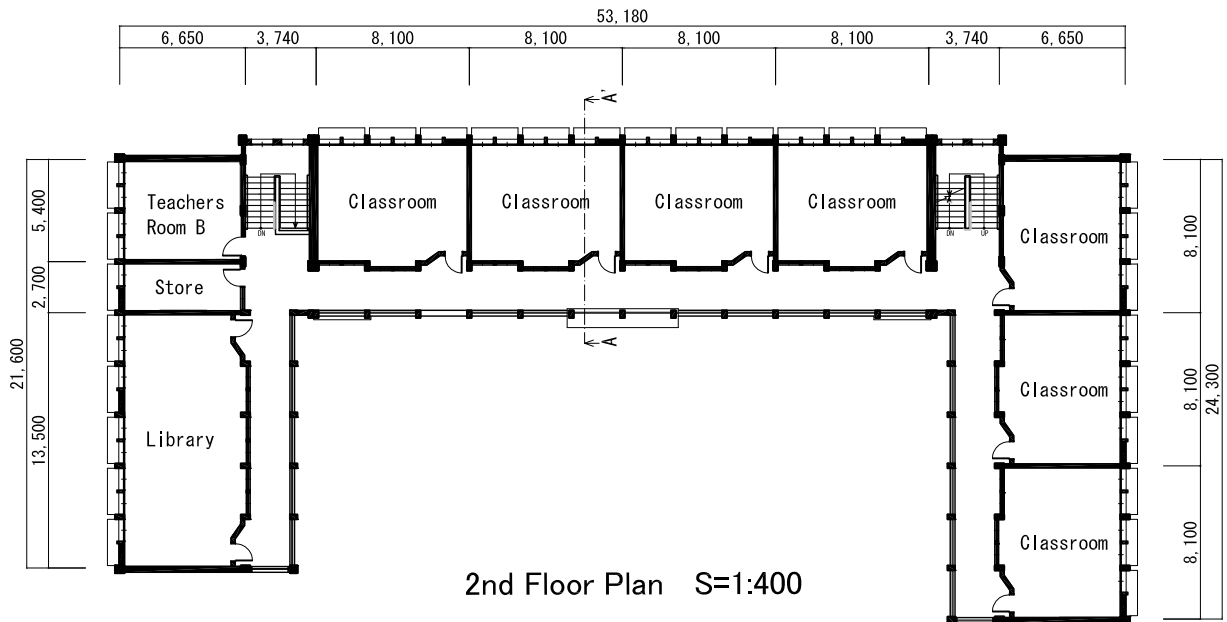 53,180
6,650 3,740 8,100 8,100 8,100 8,100 3,740 6,650
A'
Teachers
Room B
Classroom Classroom Classroom Classroom
Classroom
DN
DN UP
5,400
8,100
Store
2,700
A
21,600
Classroom
8,100
24,300
Library
13,500
Classroom
8,100
2nd Floor Plan S=1:400